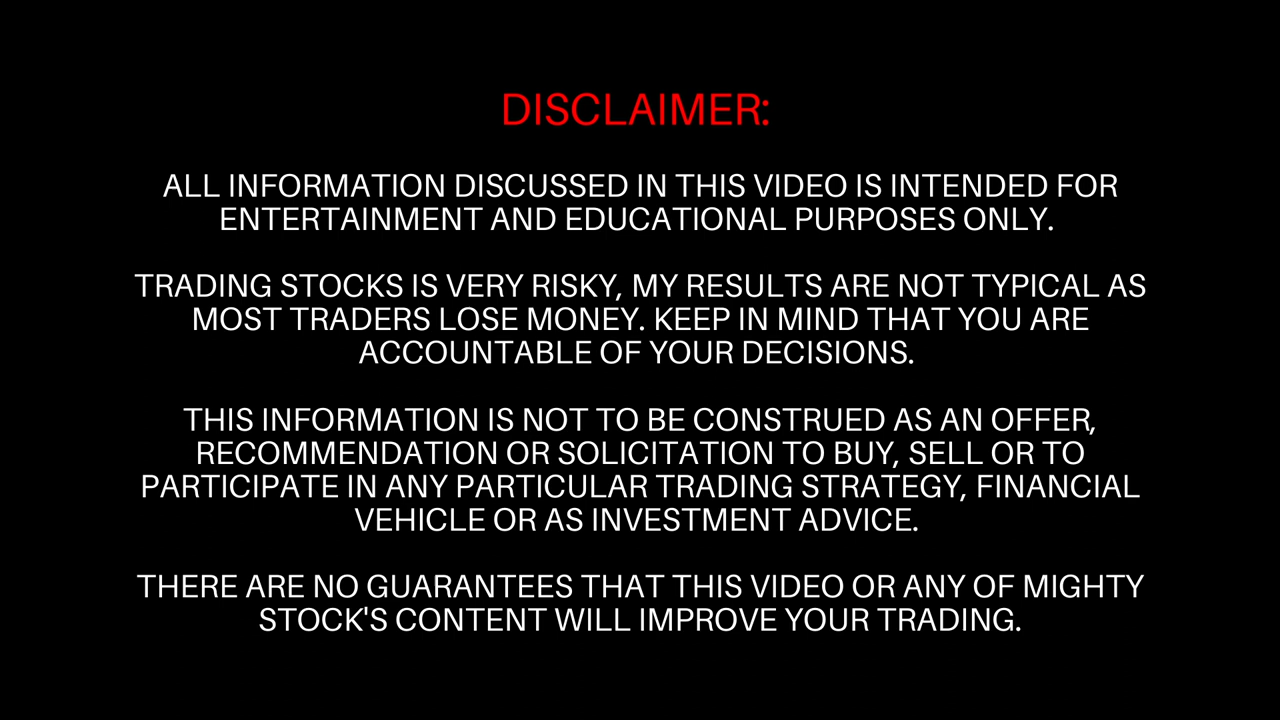 DISCLAIMER:
ALL INFORMATION DISCUSSED IN THIS VIDEO IS INTENDED FOR
ENTERTAINMENT AND EDUCATIONAL PURPOSES ONLY.
TRADING STOCKS IS VERY RISKY, MY RESULTS ARE NOT TYPICAL AS
MOST TRADERS LOSE MONEY. KEEP IN MIND THAT YOU ARE
ACCOUNTABLE OF YOUR DECISIONS.
THIS INFORMATION IS NOT TO BE CONSTRUED AS AN OFFER,
RECOMMENDATION OR SOLICITATION TO BUY, SELL OR TO
PARTICIPATE IN ANY PARTICULAR TRADING STRATEGY, FINANCIAL
VEHICLE OR AS INVESTMENT ADVICE.
THERE ARE NO GUARANTEES THAT THIS VIDEO OR ANY OF MIGHTY
STOCK'S CONTENT WILL IMPROVE YOUR TRADING.